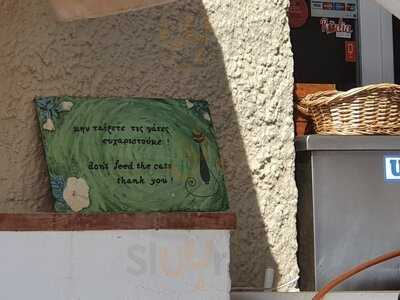 μην ταΐζετε τις γάτες
ευχαριστούμε !
don't feed the cats
thank you !